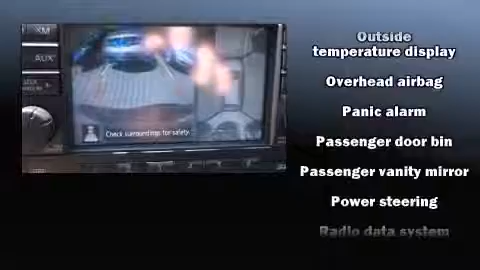 XM
AUX
Check surroundings for safety.
Outside
temperature display
Overhead airbag
Panic alarm
Passenger door bin
Passenger vanity mirror
Power steering
Radio data system